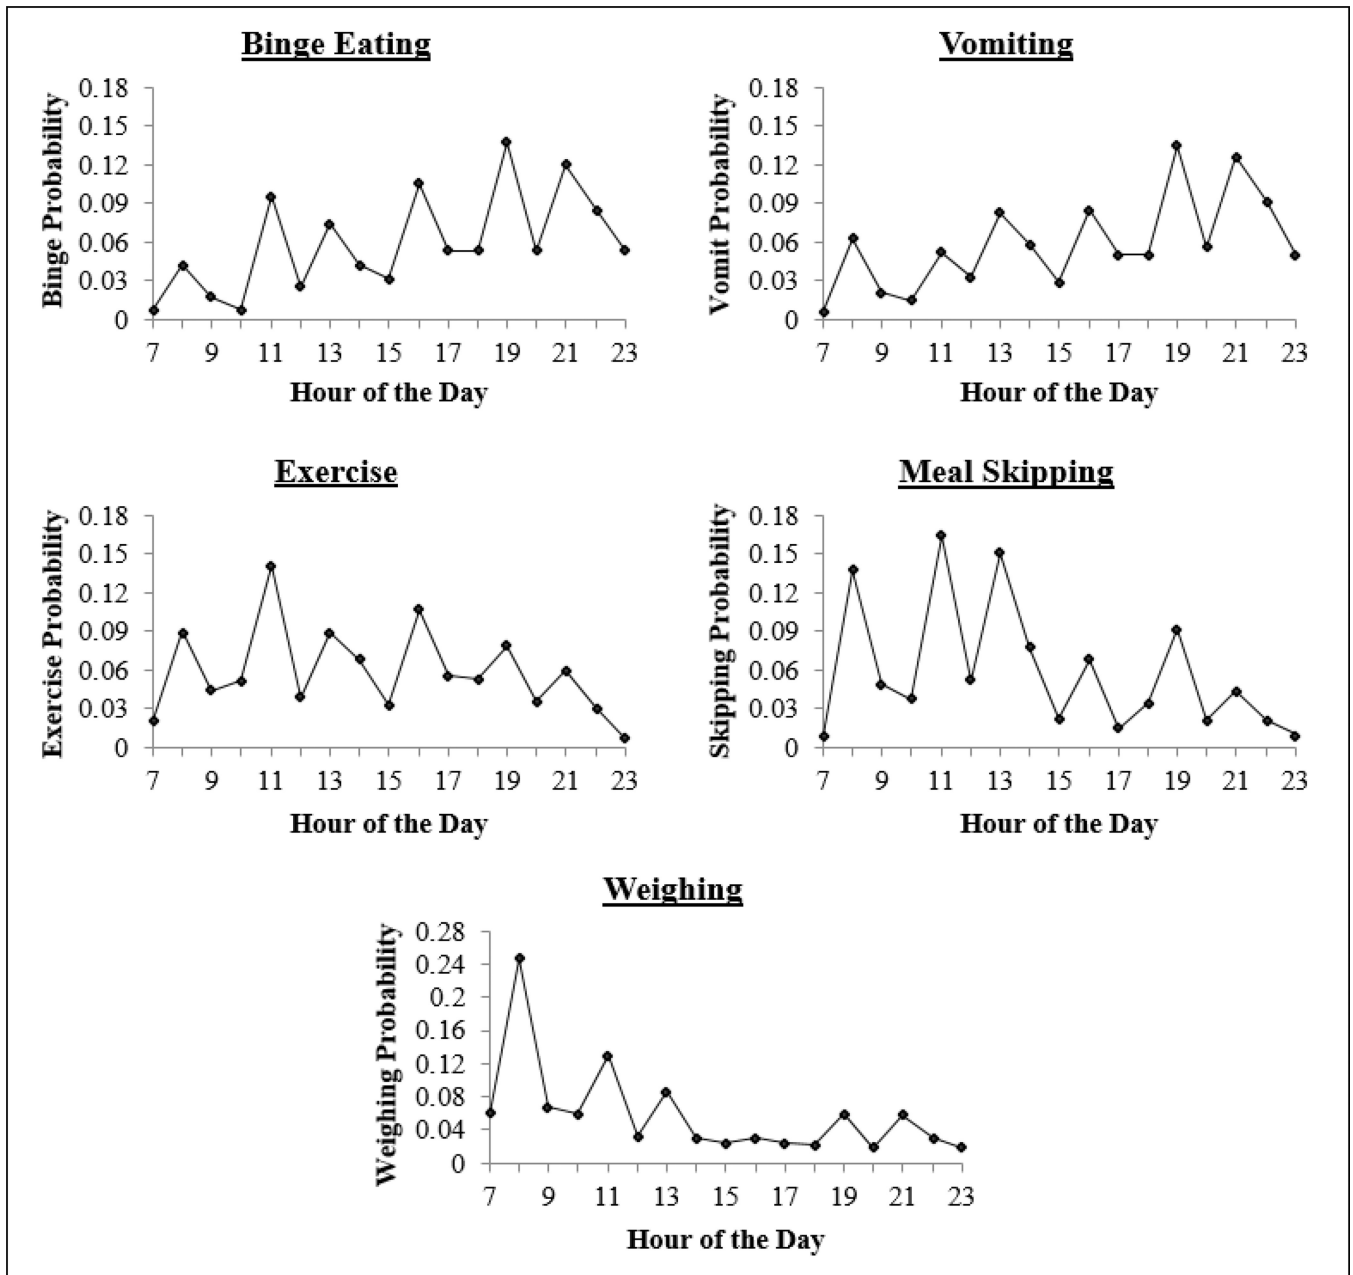 Binge Eating
Binge Probability
0.18
0.15
0.12
0.09
0.06
0.03
0
7 9 11 13 15 17 19 21 23
Hour of the Day
Vomiting
Vomit Probability
0.18
0.15
0.12
0.09
0.06
0.03
0
7 9 11 13 15 17 19 21 23
Hour of the Day
Exercise
Exercise Probability
0.18
0.15
0.12
0.09
0.06
0.03
0
7 9 11 13 15 17 19 21 23
Hour of the Day
Meal Skipping
Skipping Probability
0.18
0.15
0.12
0.09
0.06
0.03
0
7 9 11 13 15 17 19 21 23
Hour of the Day
Weighing
Weighing Probability
0.28
0.24
0.2
0.16
0.12
0.08
0.04
0
7 9 11 13 15 17 19 21 23
Hour of the Day